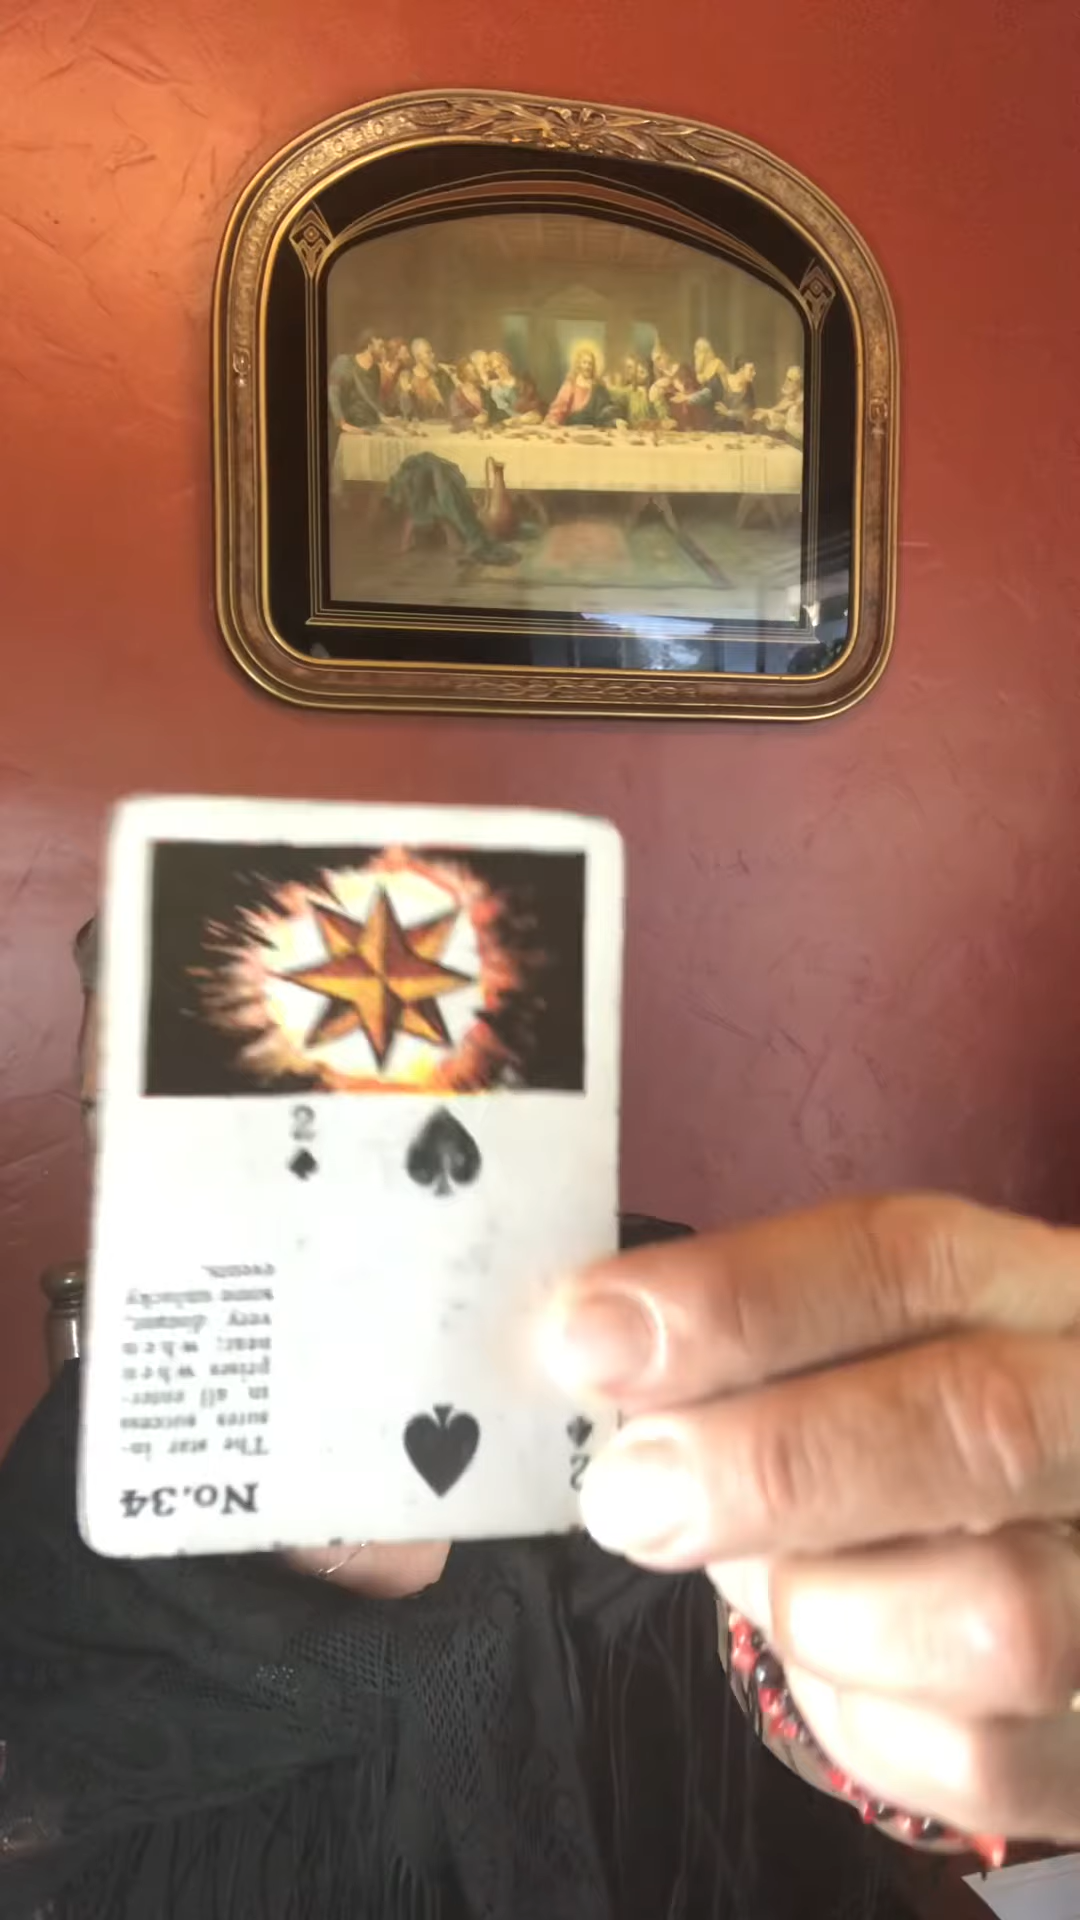 No.34
The star in-
sures success
in all enter-
prises when
near; when
very distant,
some unlucky
events.
2
2